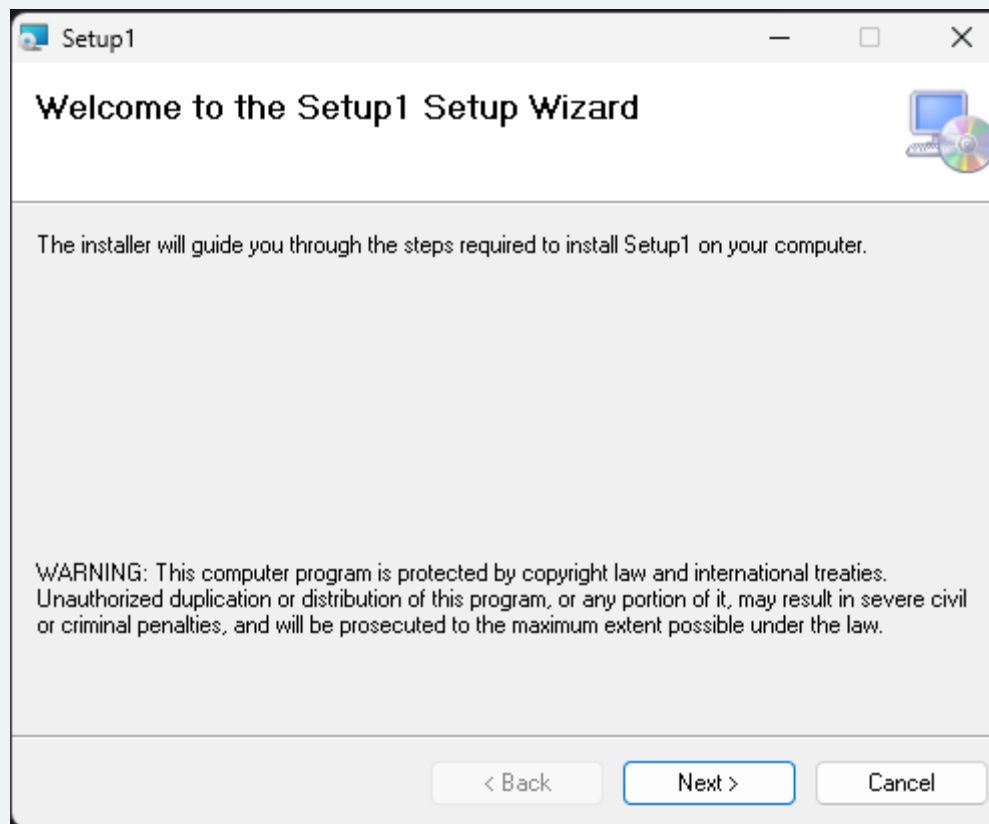 Setup1
Welcome to the Setup1 Setup Wizard
The installer will guide you through the steps required to install Setup1 on your computer.
WARNING: This computer program is protected by copyright law and international treaties.
Unauthorized duplication or distribution of this program, or any portion of it, may result in severe civil
or criminal penalties, and will be prosecuted to the maximum extent possible under the law.
< Back Next > Cancel